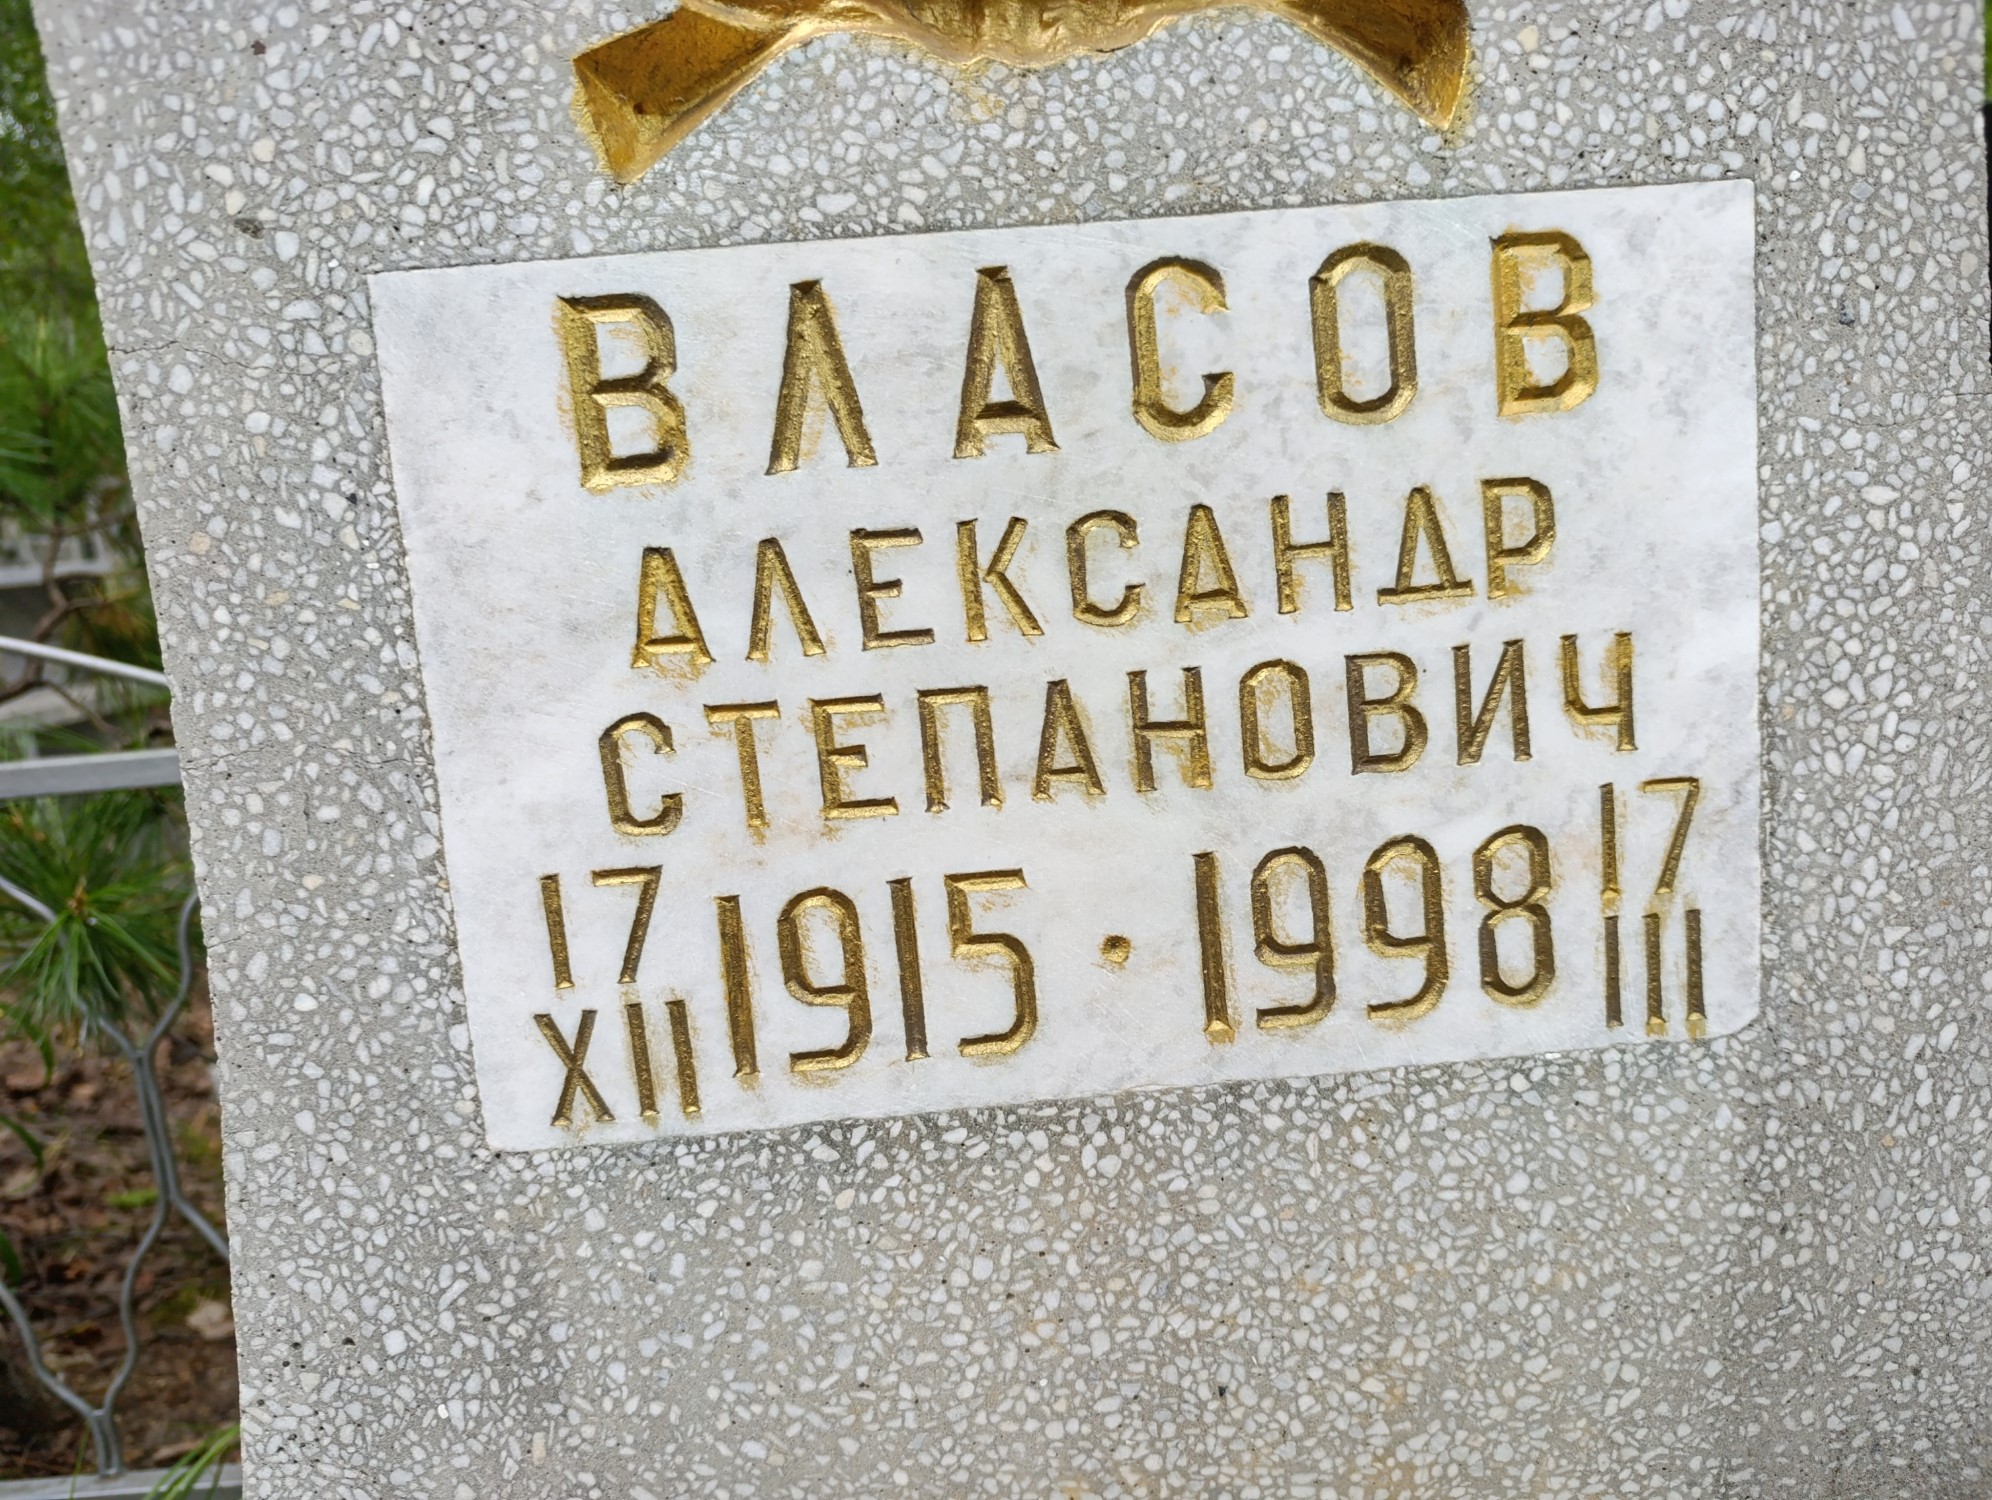 ВЛАСОВ
АЛЕКСАНДР
СТЕПАНОВИЧ
17 XII 1915 · 1998 17 III